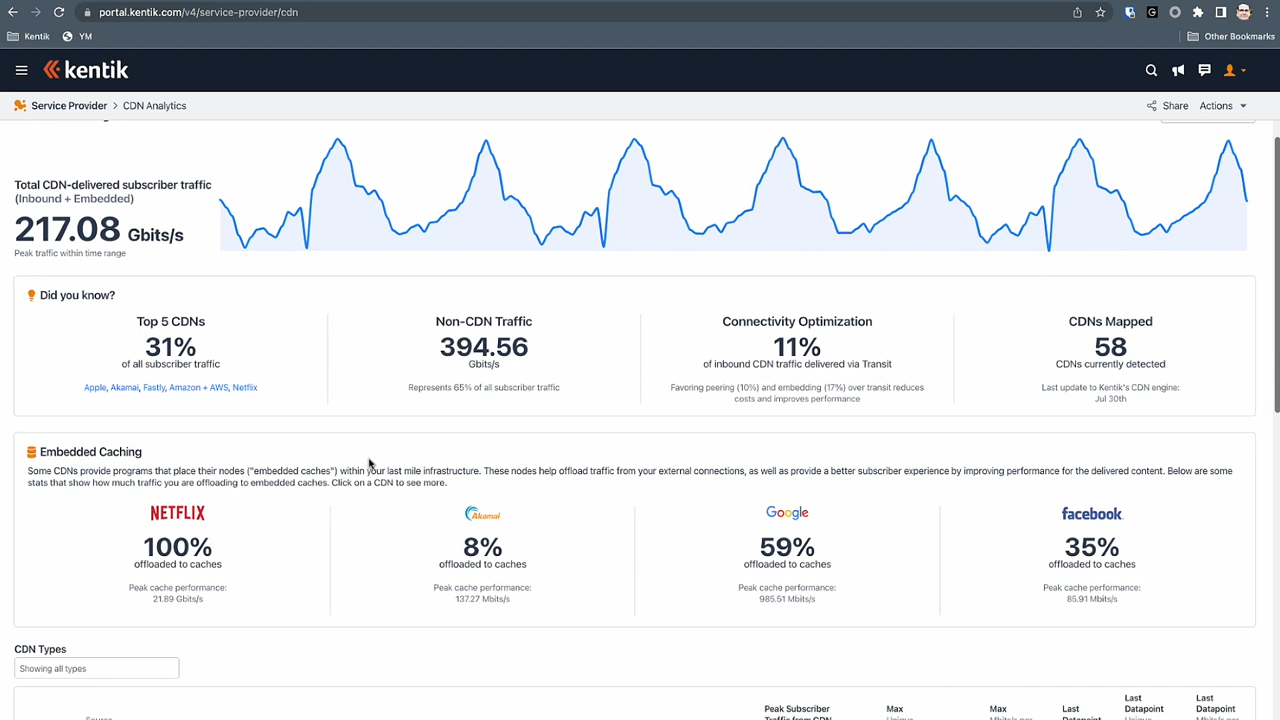 portal.kentik.com/v4/service-provider/cdn
Kentik
YM
Other Bookmarks
kentik
Service Provider > CDN Analytics
Share
Actions
Total CDN-delivered subscriber traffic
(Inbound + Embedded)
217.08 Gbits/s
Peak traffic within time range
Did you know?
Top 5 CDNs
31%
of all subscriber traffic
Apple, Akamai, Fastly, Amazon + AWS, Netflix
Non-CDN Traffic
394.56
Gbits/s
Represents 65% of all subscriber traffic
Connectivity Optimization
11%
of inbound CDN traffic delivered via Transit
Favoring peering (10%) and embedding (17%) over transit reduces
costs and improves performance
CDNs Mapped
58
CDNs currently detected
Last update to Kentik's CDN engine:
Jul 30th
Embedded Caching
Some CDNs provide programs that place their nodes ("embedded caches") within your last mile infrastructure. These nodes help offload traffic from your external connections, as well as provide a better subscriber experience by improving performance for the delivered content. Below are some
stats that show how much traffic you are offloading to embedded caches. Click on a CDN to see more.
NETFLIX
100%
offloaded to caches
Peak cache performance:
21.89 Gbits/s
Akamai
8%
offloaded to caches
Peak cache performance:
137.27 Mbits/s
Google
59%
offloaded to caches
Peak cache performance:
985.51 Mbits/s
facebook
35%
offloaded to caches
Peak cache performance:
85.91 Mbits/s
CDN Types
Showing all types
Source
Peak Subscriber
Traffic from CDN
Max
Unique
Max
Mbits/s per
Last
Datapoint
Last
Datapoint
Unique
Last
Datapoint
Mbits/s per